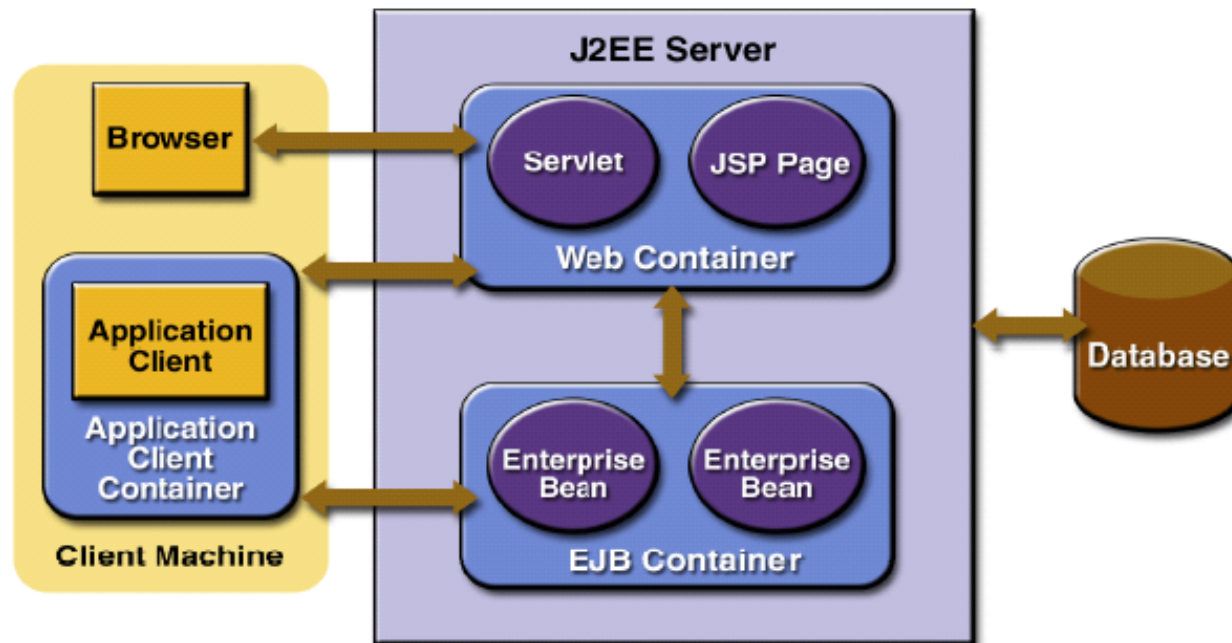 J2EE Server
Browser
Servlet
JSP Page
Web Container
Application
Client
Application
Client
Container
Client Machine
Enterprise
Bean
Enterprise
Bean
EJB Container
Database